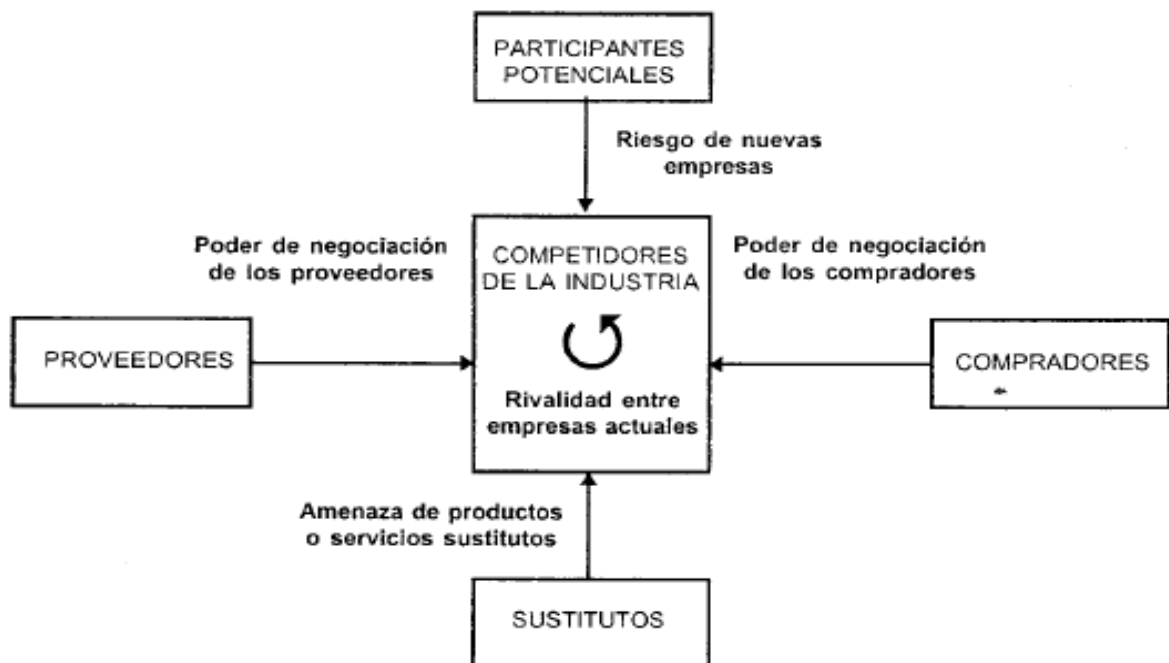 PARTICIPANTES
POTENCIALES
Riesgo de nuevas
empresas
Poder de negociación
de los proveedores
COMPETIDORES
DE LA INDUSTRIA
Poder de negociación
de los compradores
PROVEEDORES
COMPRADORES
Rivalidad entre
empresas actuales
Amenaza de productos
o servicios sustitutos
SUSTITUTOS